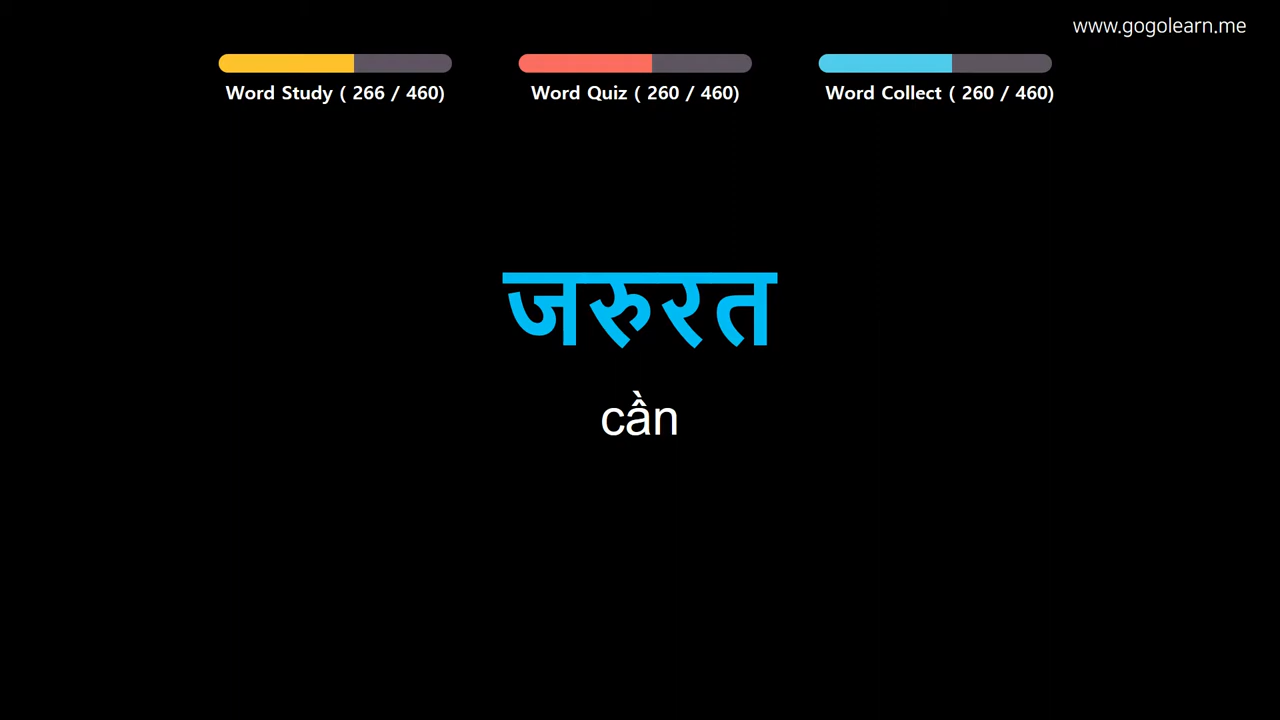 www.gogolearn.me
Word Study ( 266 / 460)
Word Quiz ( 260 / 460)
Word Collect ( 260 / 460)
जरुरत
cần